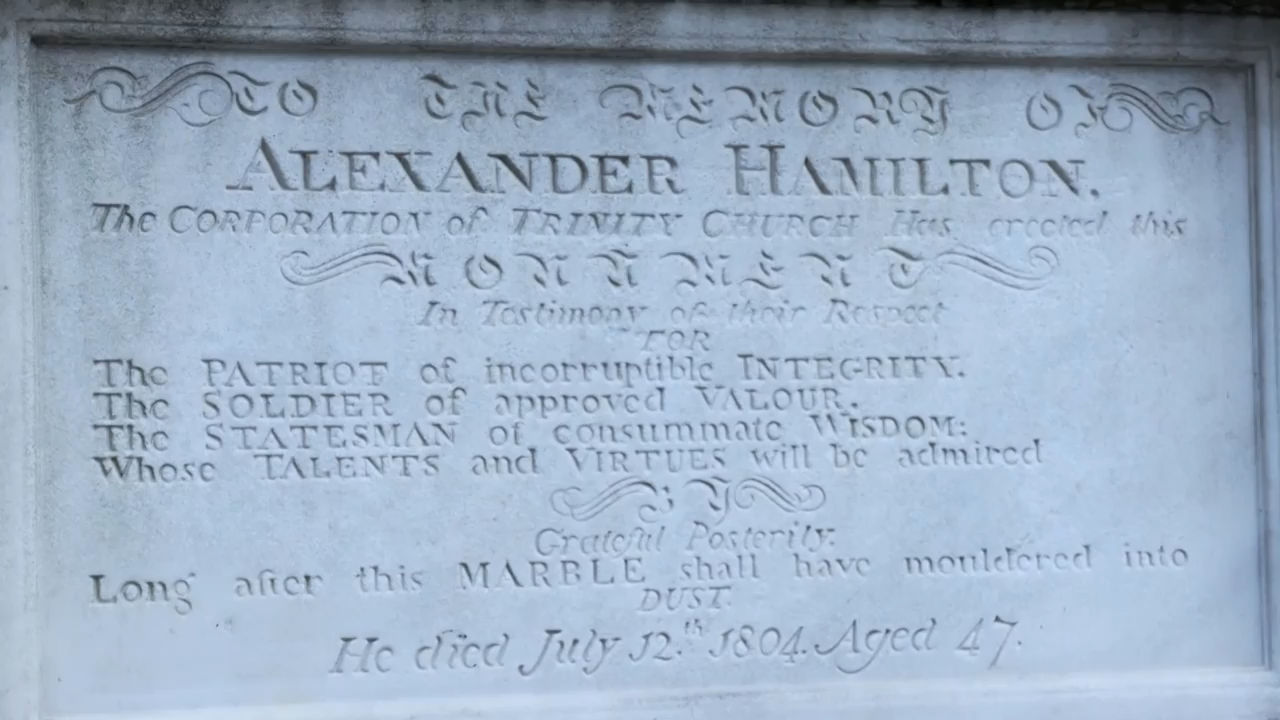 TO THE MEMORY OF
ALEXANDER HAMILTON.
The CORPORATION of TRINITY CHURCH Has erected this
MONUMENT
In Testimony of their Respect
FOR
The PATRIOT of incorruptible INTEGRITY.
The SOLDIER of approved VALOUR.
The STATESMAN of consummate WISDOM:
Whose TALENTS and VIRTUES will be admired
BY
Grateful Posterity:
Long after this MARBLE shall have mouldered into
DUST.
He died July 12.th 1804. Aged 47.